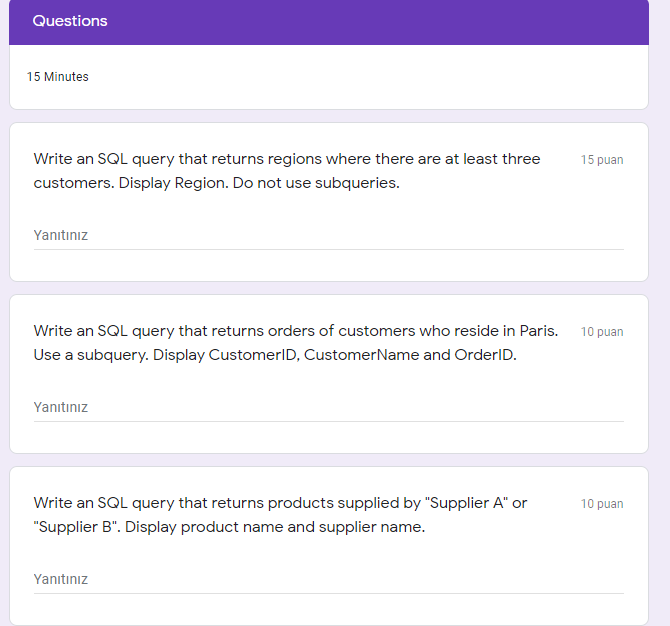 Questions
15 Minutes
Write an SQL query that returns regions where there are at least three
15 puan
customers. Display Region. Do not use subqueries.
Yanıtınız
Write an SQL query that returns orders of customers who reside in Paris.
10 puan
Use a subquery. Display CustomerID, CustomerName and OrderID.
Yanıtınız
Write an SQL query that returns products supplied by "Supplier A" or
10 puan
"Supplier B". Display product name and supplier name.
Yanıtınız